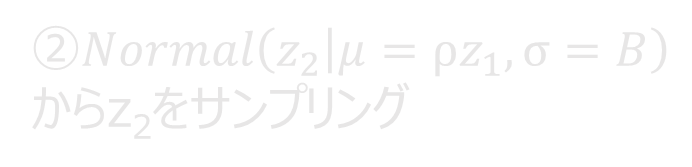 ②Normal(z₂|μ = ρz₁, σ = B)
からz₂をサンプリング